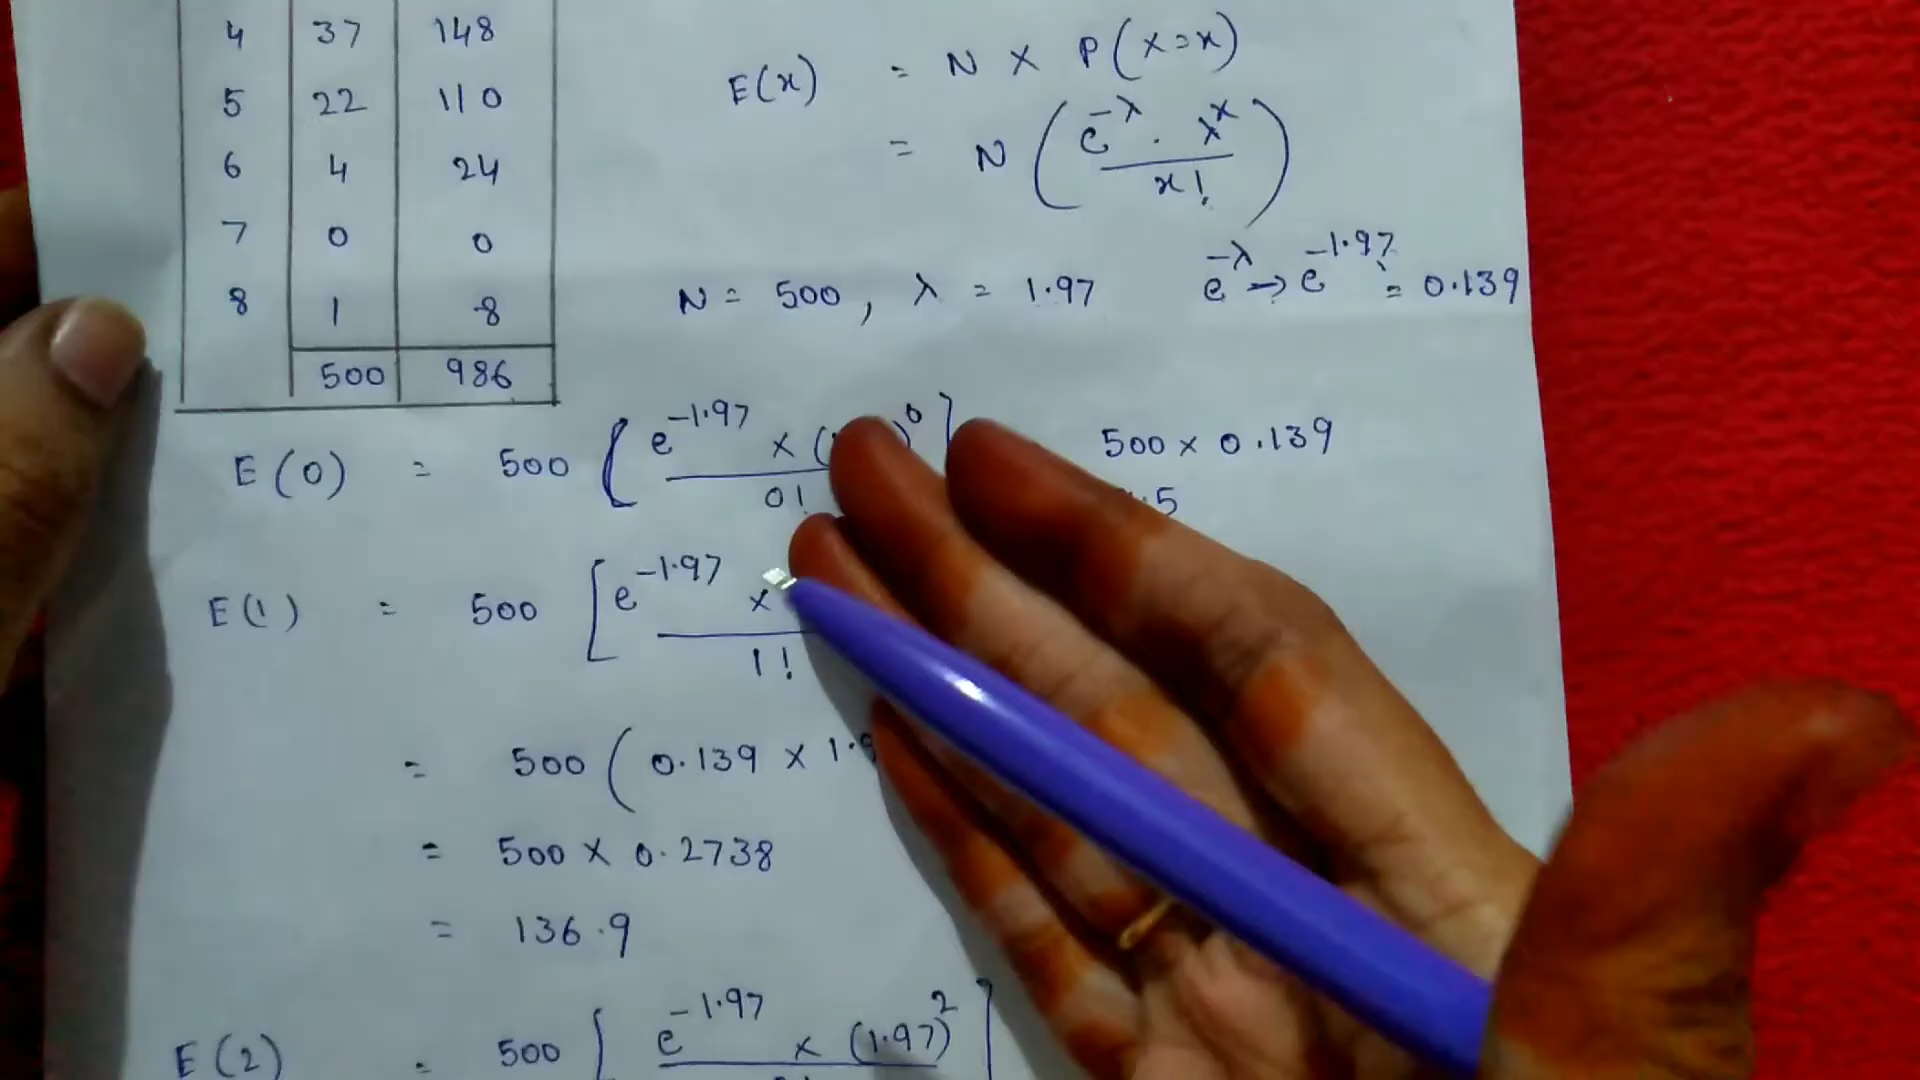 4 37 148
5 22 110
6 4 24
7 0 0
8 1 8
500 986
E(x) = N × P(X=x)
= N (e^-λ . λ^x / x!)
N = 500, λ = 1.97 e^-λ → e^-1.97 = 0.139
E(0) = 500 [e^-1.97 × ( )^0 / 0!] 500 × 0.139
.5
E(1) = 500 [e^-1.97 × / 1!
= 500 (0.139 × 1.9
= 500 × 0.2738
= 136.9
E(2) = 500 [e^-1.97 × (1.97)^2